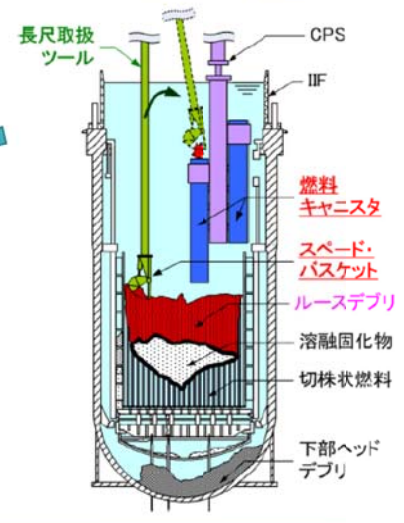 長尺取扱
ツール
CPS
IIF
燃料
キャニスタ
スペード・
バスケット
ルースデブリ
溶融固化物
切株状燃料
下部ヘッド
デブリ